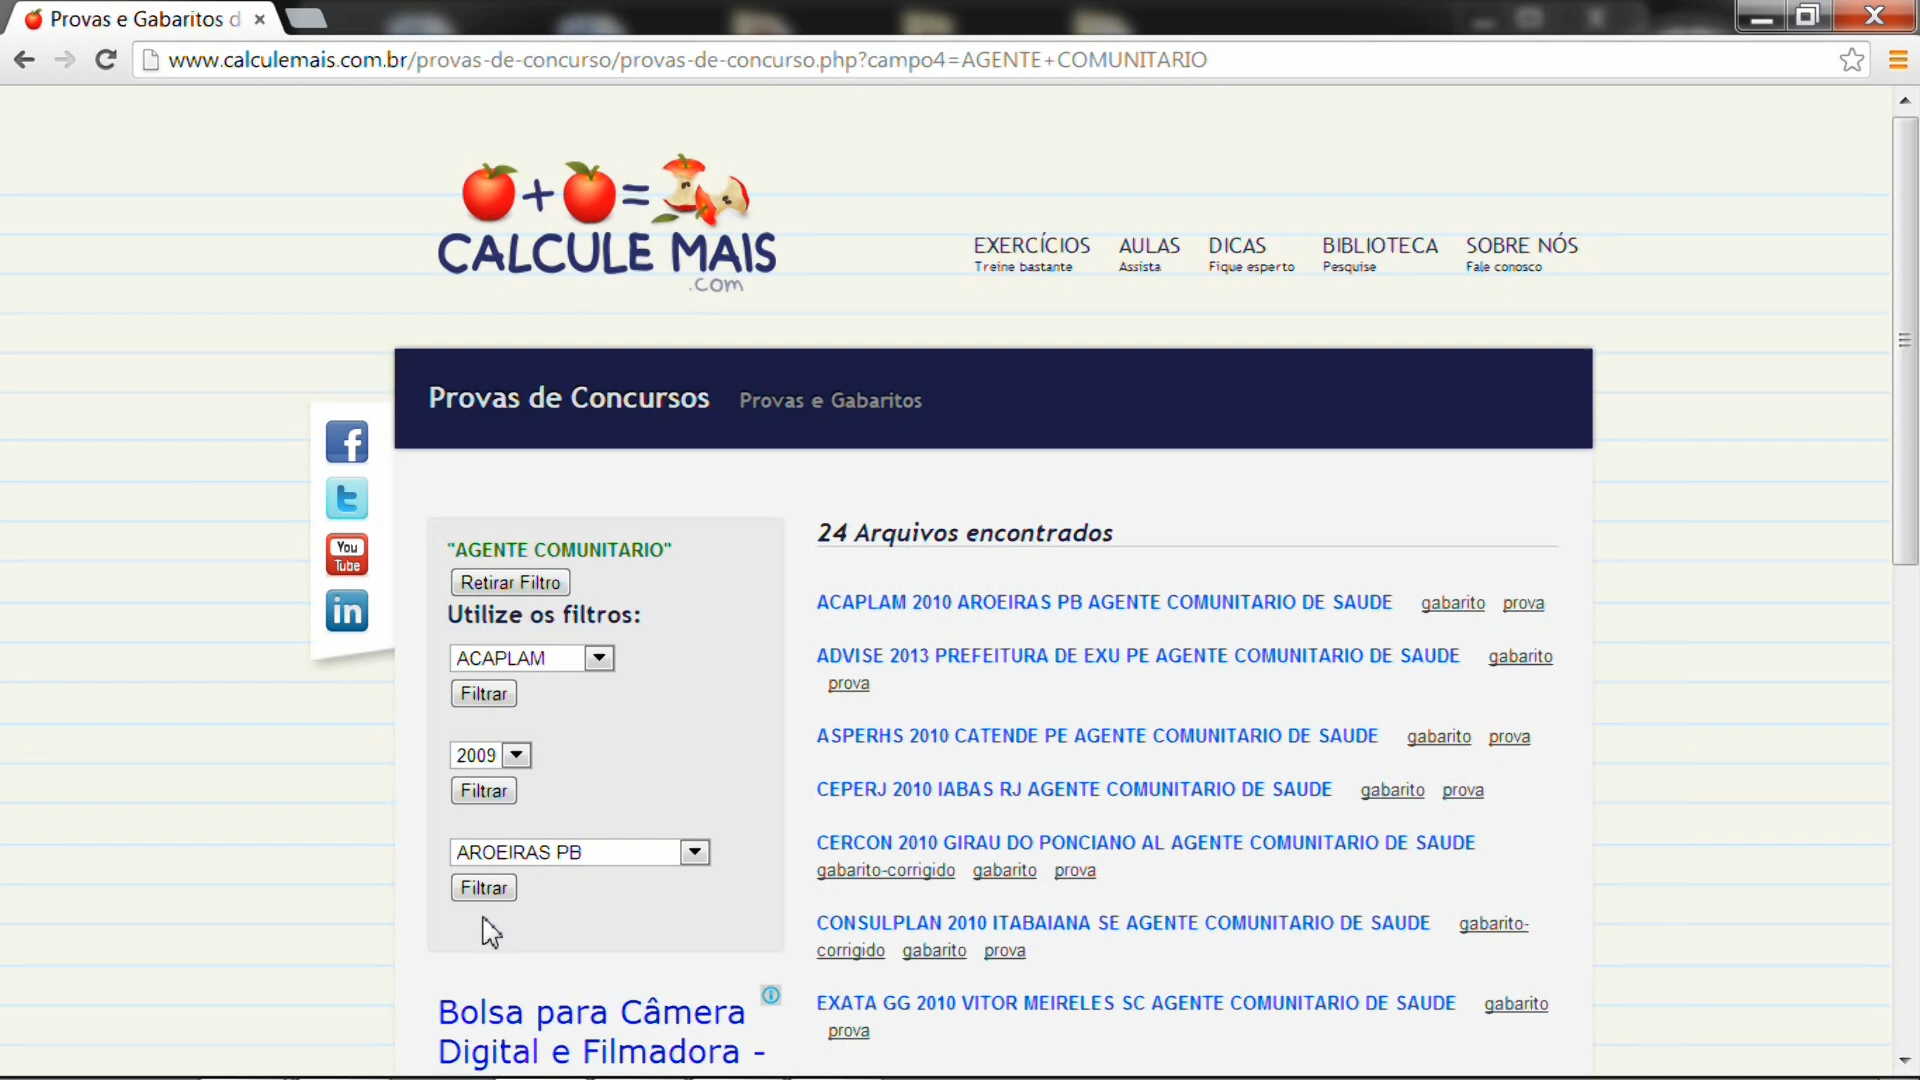 Provas e Gabaritos d
www.calculemais.com.br/provas-de-concurso/provas-de-concurso.php?campo4=AGENTE+COMUNITARIO
CALCULE MAIS
.com
EXERCÍCIOS AULAS DICAS BIBLIOTECA SOBRE NÓS
Treine bastante Assista Fique esperto Pesquise Fale conosco
Provas de Concursos Provas e Gabaritos
f
t
You
Tube
in
"AGENTE COMUNITARIO"
Retirar Filtro
Utilize os filtros:
ACAPLAM
Filtrar
2009
Filtrar
AROEIRAS PB
Filtrar
Bolsa para Câmera
Digital e Filmadora -
24 Arquivos encontrados
ACAPLAM 2010 AROEIRAS PB AGENTE COMUNITARIO DE SAUDE gabarito prova
ADVISE 2013 PREFEITURA DE EXU PE AGENTE COMUNITARIO DE SAUDE gabarito
prova
ASPERHS 2010 CATENDE PE AGENTE COMUNITARIO DE SAUDE gabarito prova
CEPERJ 2010 IABAS RJ AGENTE COMUNITARIO DE SAUDE gabarito prova
CERCON 2010 GIRAU DO PONCIANO AL AGENTE COMUNITARIO DE SAUDE
gabarito-corrigido gabarito prova
CONSULPLAN 2010 ITABAIANA SE AGENTE COMUNITARIO DE SAUDE gabarito-
corrigido gabarito prova
EXATA GG 2010 VITOR MEIRELES SC AGENTE COMUNITARIO DE SAUDE gabarito
prova